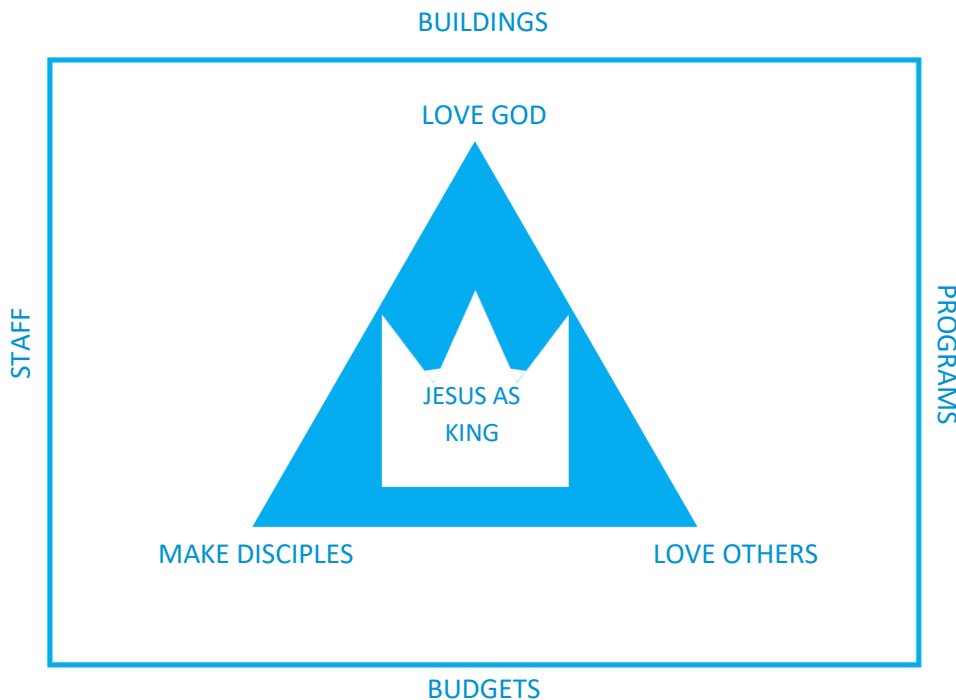 BUILDINGS
LOVE GOD
STAFF
PROGRAMS
JESUS AS
KING
MAKE DISCIPLES
LOVE OTHERS
BUDGETS